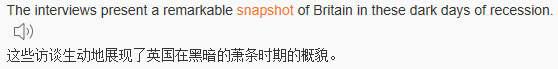 The interviews present a remarkable snapshot of Britain in these dark days of recession.
这些访谈生动地展现了英国在黑暗的萧条时期的概貌。